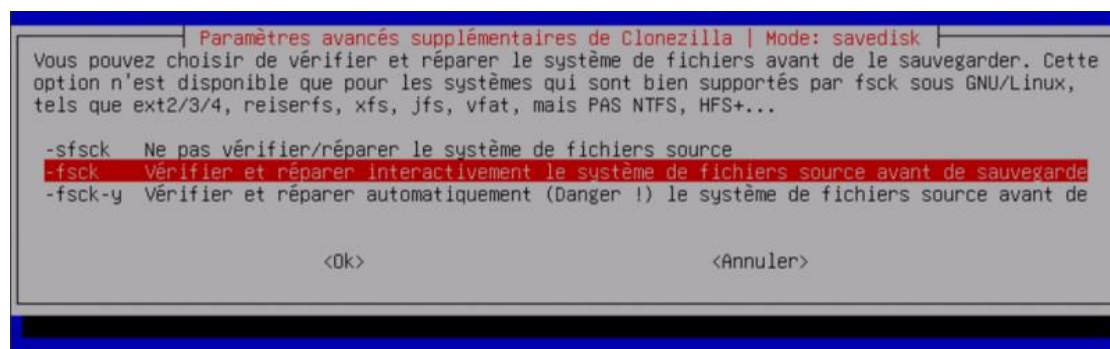 Paramètres avancés supplémentaires de Clonezilla | Mode: savedisk
Vous pouvez choisir de vérifier et réparer le système de fichiers avant de le sauvegarder. Cette
option n'est disponible que pour les systèmes qui sont bien supportés par fsck sous GNU/Linux,
tels que ext2/3/4, reiserfs, xfs, jfs, vfat, mais PAS NTFS, HFS+...
-sfsck Ne pas vérifier/réparer le système de fichiers source
-fsck Vérifier et réparer interactivement le système de fichiers source avant de sauvegarde
-fsck-y Vérifier et réparer automatiquement (Danger !) le système de fichiers source avant de
<Ok> <Annuler>